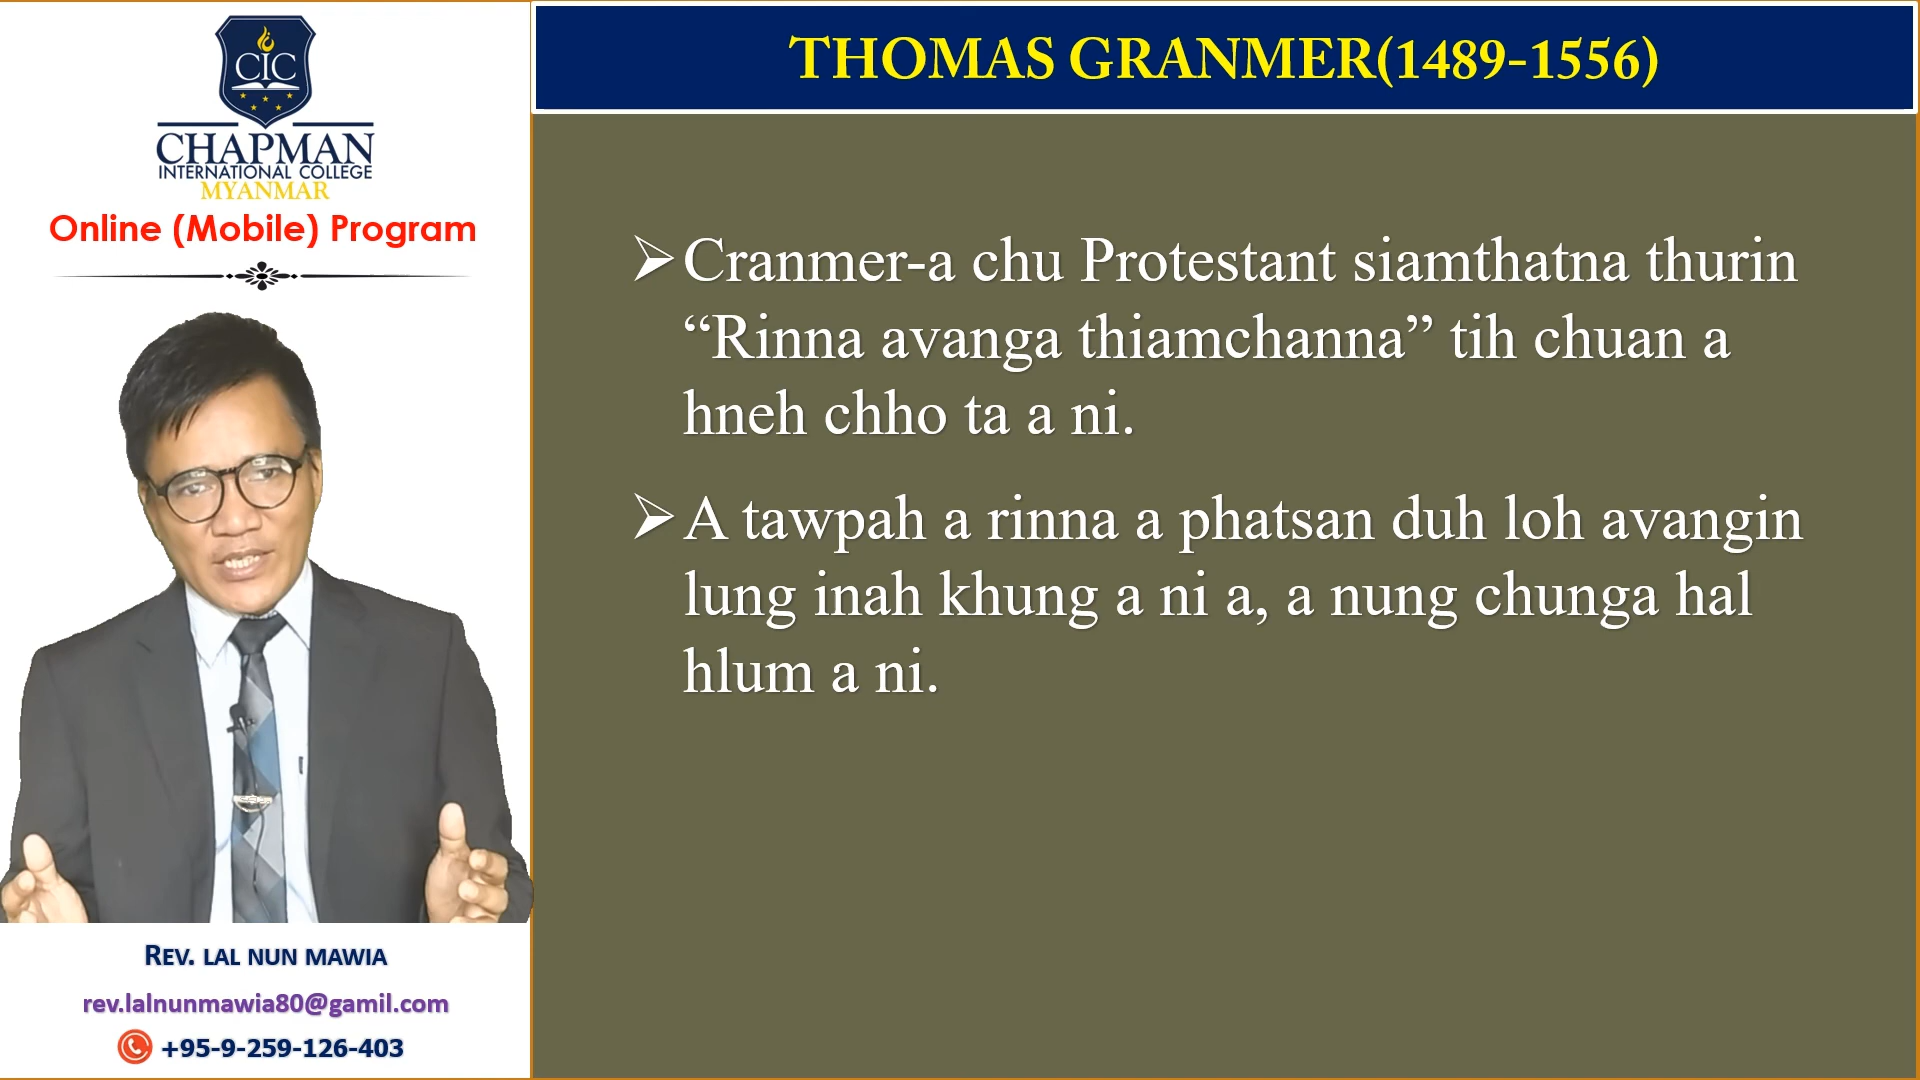 CIC
CHAPMAN
INTERNATIONAL COLLEGE
MYANMAR
Online (Mobile) Program
REV. LAL NUN MAWIA
rev.lalnunmawia80@gamil.com
+95-9-259-126-403
THOMAS GRANMER(1489-1556)
Cranmer-a chu Protestant siamthatna thurin
“Rinna avanga thiamchanna” tih chuan a
hneh chho ta a ni.
A tawpah a rinna a phatsan duh loh avangin
lung inah khung a ni a, a nung chunga hal
hlum a ni.